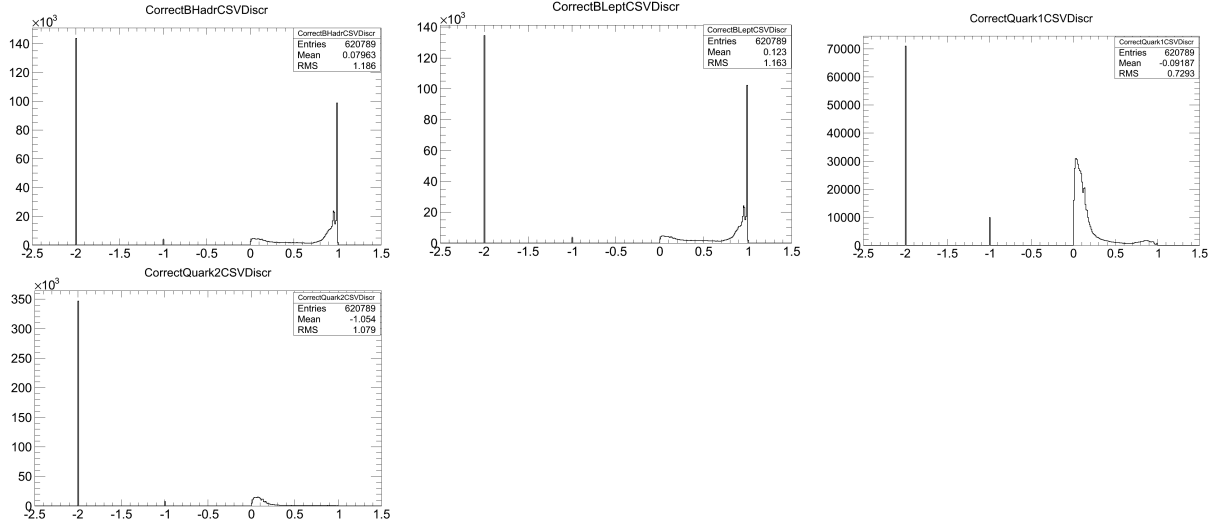 CorrectBHadrCSVDiscr
×10³
CorrectBHadrCSVDiscr
Entries 620789
Mean 0.07963
RMS 1.186
140
120
100
80
60
40
20
0
-2.5 -2 -1.5 -1 -0.5 0 0.5 1 1.5
CorrectBLeptCSVDiscr
×10³
CorrectBLeptCSVDiscr
Entries 620789
Mean 0.123
RMS 1.163
140
120
100
80
60
40
20
0
-2.5 -2 -1.5 -1 -0.5 0 0.5 1 1.5
CorrectQuark1CSVDiscr
CorrectQuark1CSVDiscr
Entries 620789
Mean -0.09187
RMS 0.7293
70000
60000
50000
40000
30000
20000
10000
0
-2.5 -2 -1.5 -1 -0.5 0 0.5 1 1.5
CorrectQuark2CSVDiscr
×10³
CorrectQuark2CSVDiscr
Entries 620789
Mean -1.054
RMS 1.079
350
300
250
200
150
100
50
0
-2.5 -2 -1.5 -1 -0.5 0 0.5 1 1.5